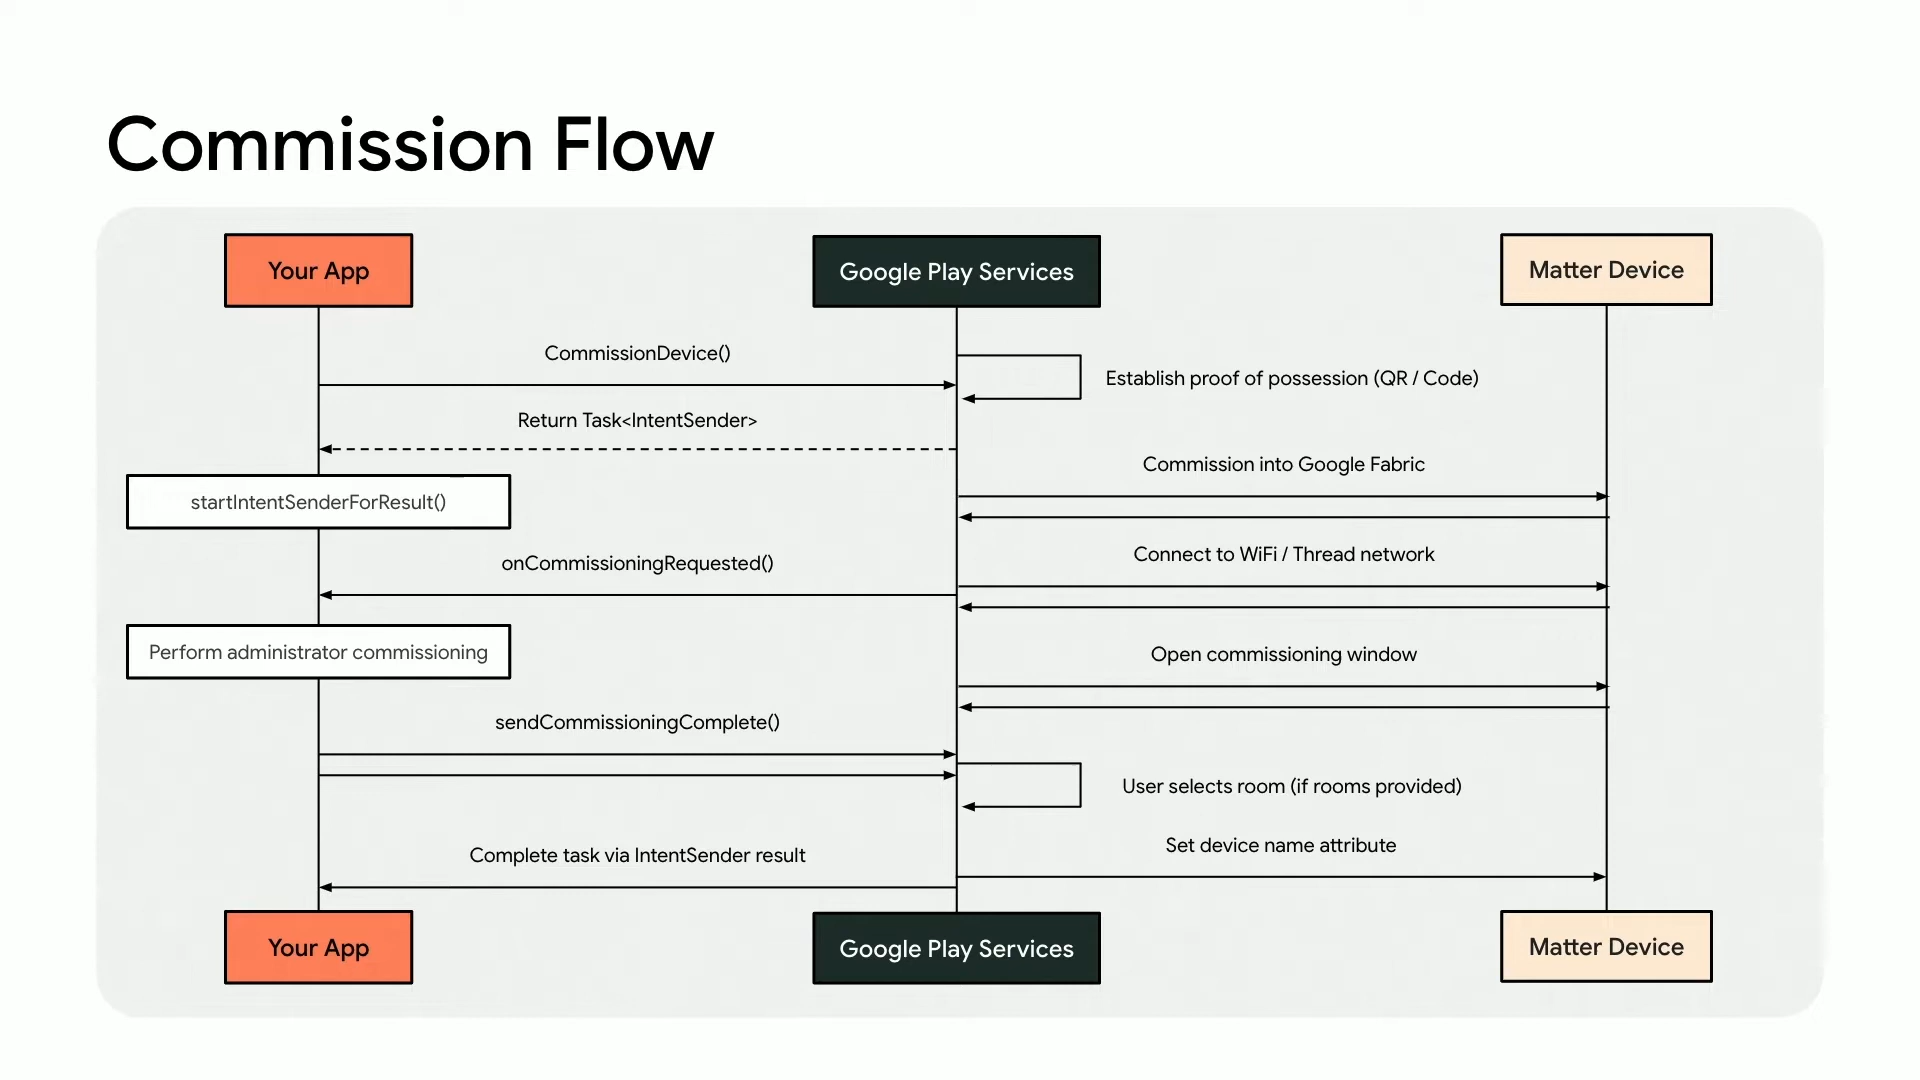 Commission Flow
Your App
Google Play Services
Matter Device
CommissionDevice()
Establish proof of possession (QR / Code)
Return Task<IntentSender>
Commission into Google Fabric
startIntentSenderForResult()
Connect to WiFi / Thread network
onCommissioningRequested()
Perform administrator commissioning
Open commissioning window
sendCommissioningComplete()
User selects room (if rooms provided)
Set device name attribute
Complete task via IntentSender result
Your App
Google Play Services
Matter Device